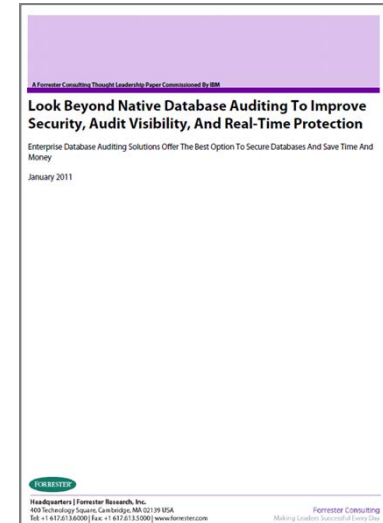 A Forrester Consulting Thought Leadership Paper Commissioned By IBM
Look Beyond Native Database Auditing To Improve
Security, Audit Visibility, And Real-Time Protection
Enterprise Database Auditing Solutions Offer The Best Option To Secure Databases And Save Time And
Money
January 2011
FORRESTER
Headquarters | Forrester Research, Inc.
400 Technology Square, Cambridge, MA 02139 USA
Tel: +1 617.613.6000 | Fax: +1 617.613.5000 | www.forrester.com
Forrester Consulting
Making Leaders Successful Every Day